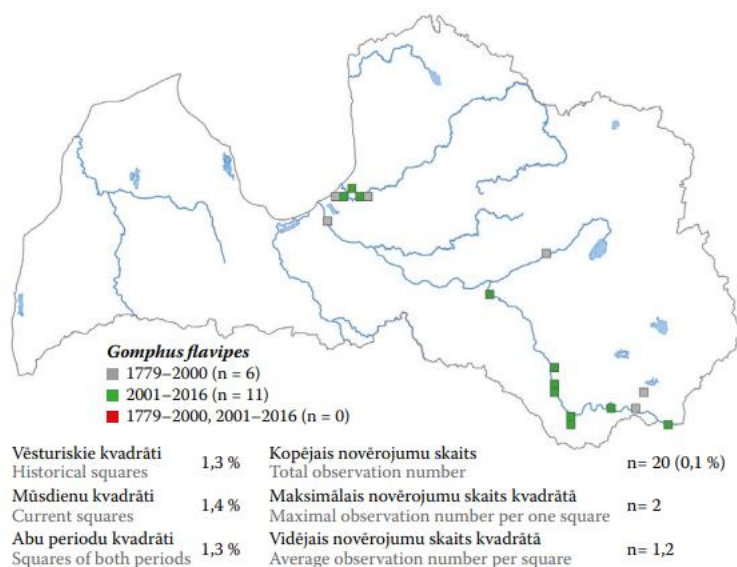 Gomphus flavipes
1779–2000 (n = 6)
2001–2016 (n = 11)
1779–2000, 2001–2016 (n = 0)
Vēsturiskie kvadrāti
Historical squares
1,3 %
Kopējais novērojumu skaits
Total observation number
n= 20 (0,1 %)
Mūsdienu kvadrāti
Current squares
1,4 %
Maksimālais novērojumu skaits kvadrātā
Maximal observation number per one square
n= 2
Abu periodu kvadrāti
Squares of both periods
1,3 %
Vidējais novērojumu skaits kvadrātā
Average observation number per square
n= 1,2